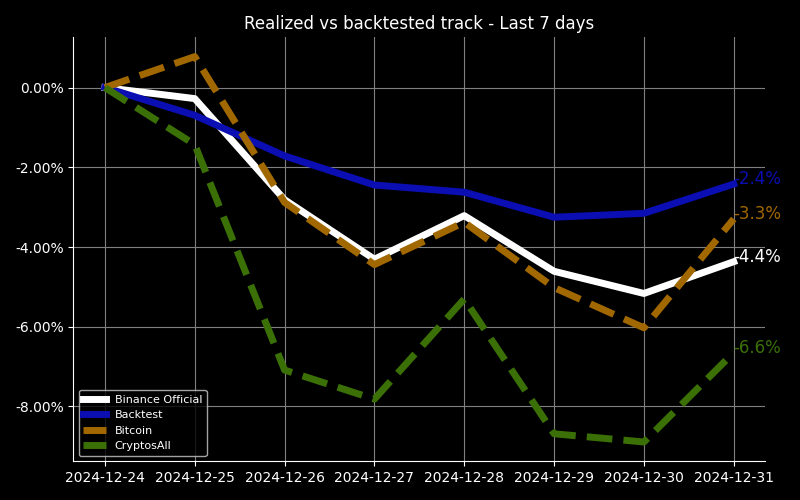 Realized vs backtested track - Last 7 days
0.00%
-2.00%
-4.00%
-6.00%
-8.00%
-2.4%
-3.3%
-4.4%
-6.6%
Binance Official
Backtest
Bitcoin
CryptosAll
2024-12-24 2024-12-25 2024-12-26 2024-12-27 2024-12-28 2024-12-29 2024-12-30 2024-12-31